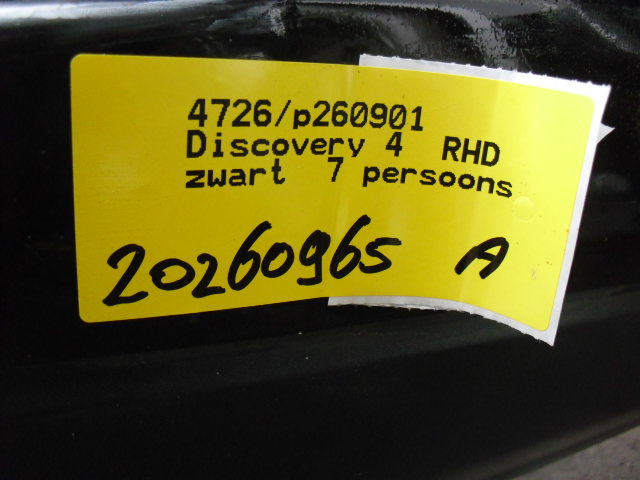 4726/p260901
Discovery 4 RHD
zwart 7 persoons
20260965 A